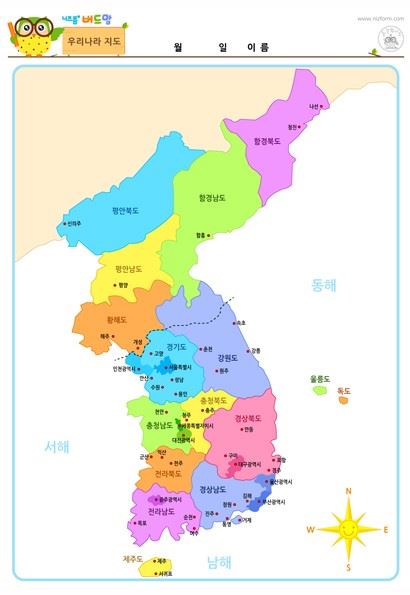 니즈폼 버드맘
우리나라 지도
월 일 이름
www.nizform.com
나선
청진
함경북도
평안북도
함경남도
신의주
함흥
평안남도
평양
동해
황해도
해주
개성
속초
경기도
고양
춘천
강릉
강원도
인천광역시
서울특별시
원주
안산
성남
수원
용인
울릉도
독도
충청북도
천안
청주
충주
경상북도
충청남도
세종특별자치시
안동
대전광역시
서해
군산
익산
구미
포항
전주
대구광역시
경주
전라북도
울산광역시
경상남도
김해
광주광역시
창원
부산광역시
전라남도
진주
거제
순천
통영
목포
여수
N
W
E
S
제주도
제주
서귀포
남해